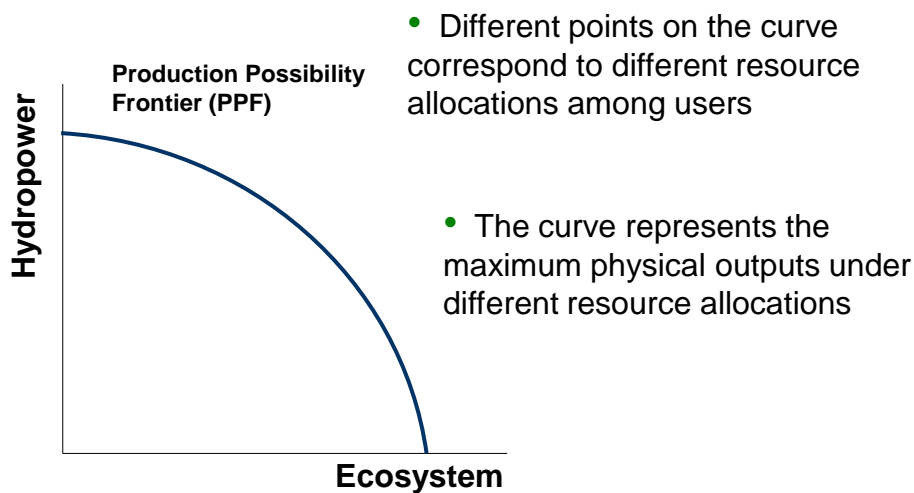 • Different points on the curve
correspond to different resource
allocations among users
Production Possibility
Frontier (PPF)
Hydropower
• The curve represents the
maximum physical outputs under
different resource allocations
Ecosystem